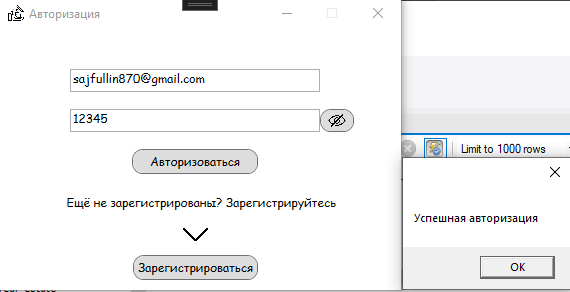 Авторизация
sajfullin870@gmail.com
12345
Авторизоваться
Limit to 1000 rows
Успешная авторизация
Ещё не зарегистрированы? Зарегистрируйтесь
OK
Зарегистрироваться